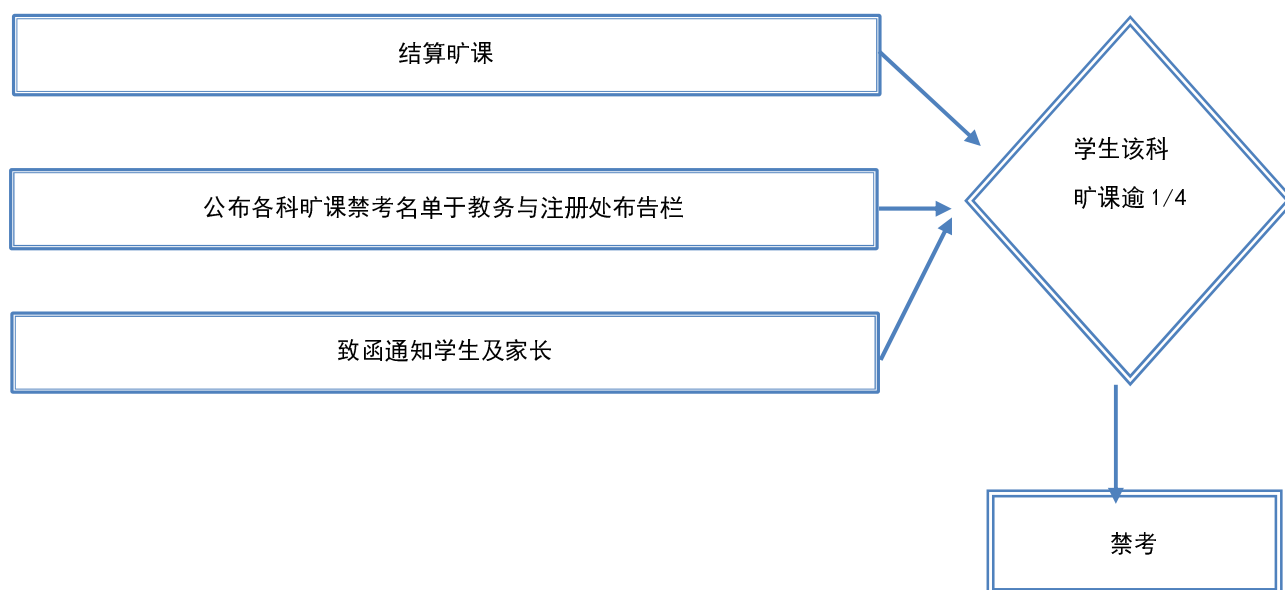 结算旷课
学生该科
旷课逾 1/4
公布各科旷课禁考名单于教务与注册处布告栏
致函通知学生及家长
禁考